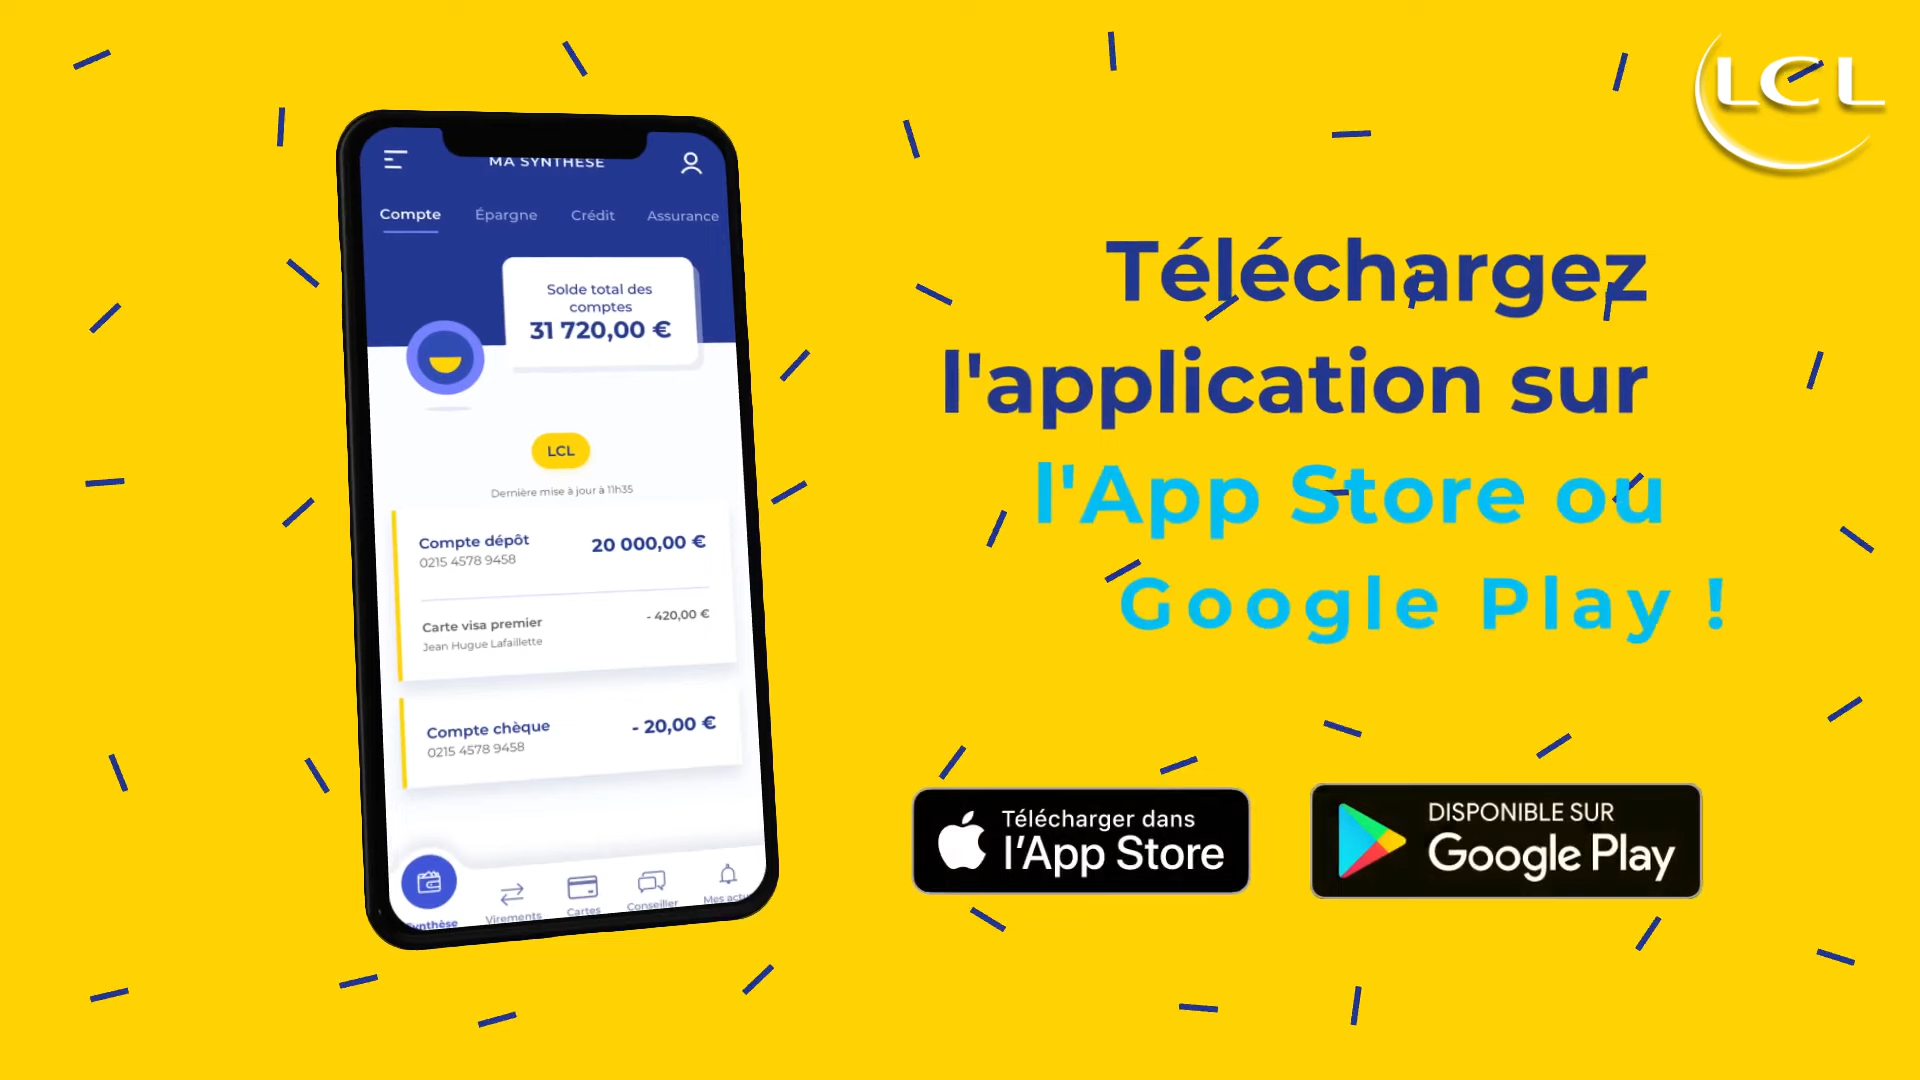 LCL
MA SYNTHESE
Compte Épargne Crédit Assurance
Solde total des
comptes
31 720,00 €
LCL
Dernière mise à jour à 11h35
Compte dépôt 20 000,00 €
0215 4578 9458
Carte visa premier - 420,00 €
Jean Hugue Lafaillette
Compte chèque - 20,00 €
0215 4578 9458
Synthèse Virements Cartes Conseiller Mes actu
Téléchargez
l'application sur
l'App Store ou
Google Play !
Télécharger dans
l'App Store
DISPONIBLE SUR
Google Play